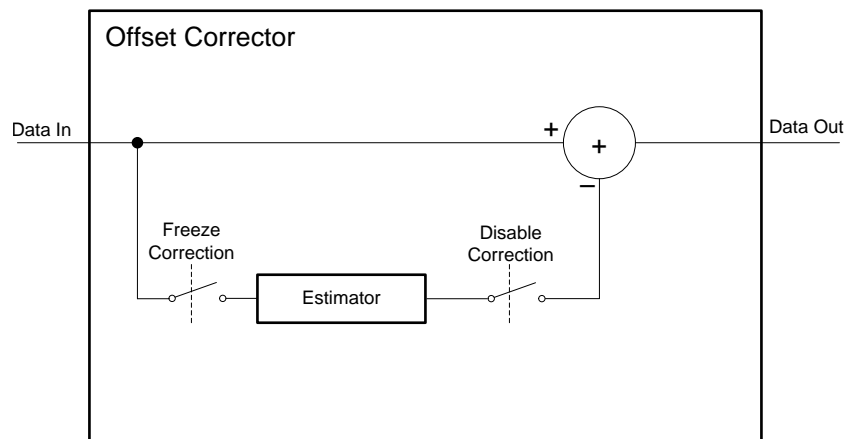 Offset Corrector
Data In
+
+
Data Out
–
Freeze
Correction
Disable
Correction
Estimator